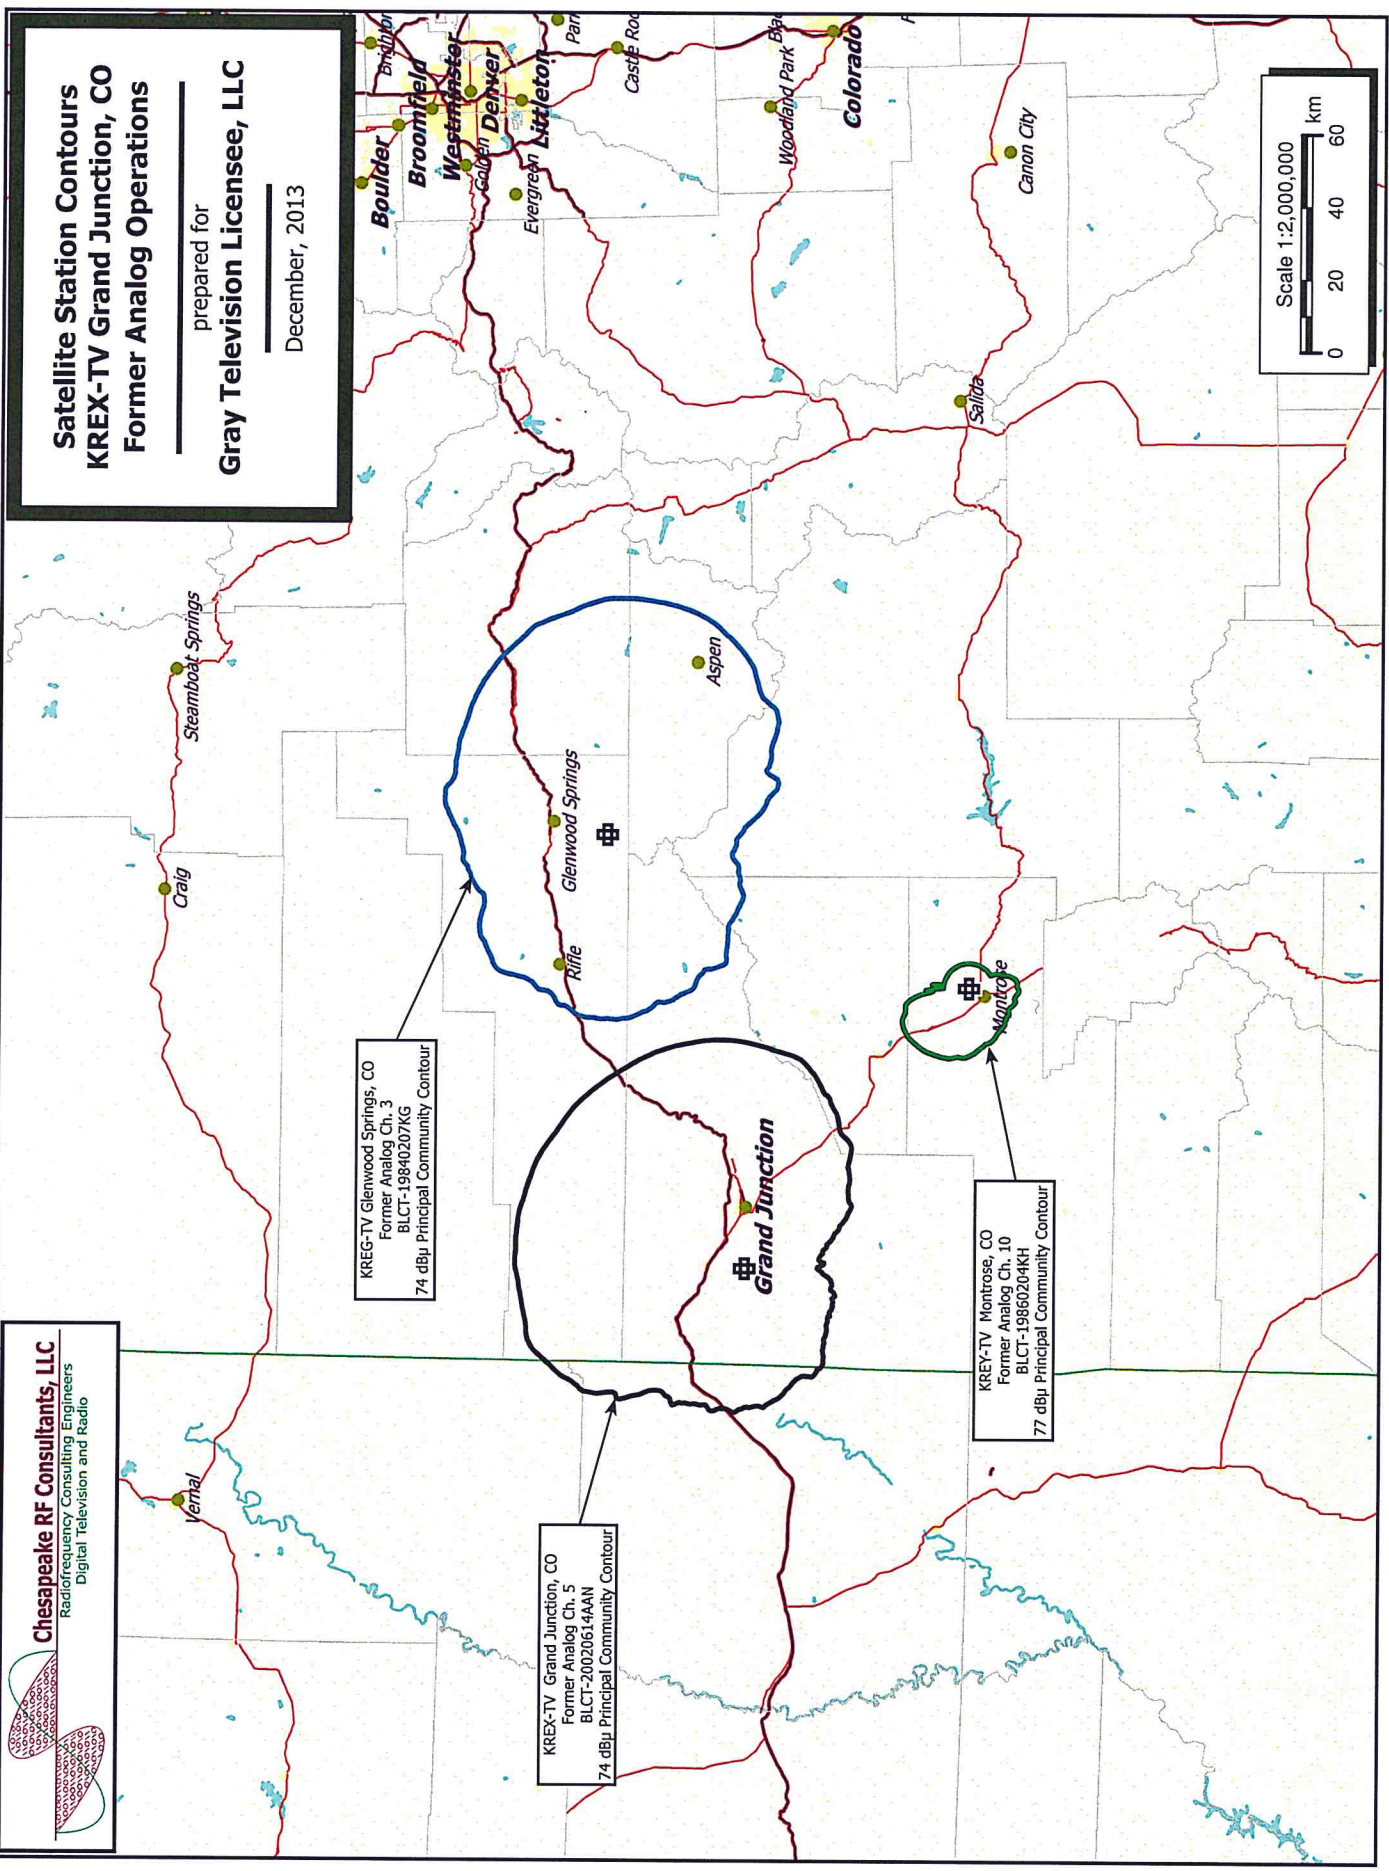 Satellite Station Contours
KREX-TV Grand Junction, CO
Former Analog Operations
prepared for
Gray Television Licensee, LLC
December, 2013
Chesapeake RF Consultants, LLC
Radiofrequency Consulting Engineers
Digital Television and Radio
Vernal
Craig
Steamboat Springs
KREG-TV Glenwood Springs, CO
Former Analog Ch. 3
BLCT-19840207KG
74 dBµ Principal Community Contour
Boulder
Brighton
Broomfield
Westminster
Golden
Denver
Littleton
Evergreen
Castle Roc
Par
Rifle
Glenwood Springs
Aspen
KREX-TV Grand Junction, CO
Former Analog Ch. 5
BLCT-20020614AAN
74 dBµ Principal Community Contour
Grand Junction
Woodland Park
Blac
Colorado
Canon City
Salida
Montrose
KREY-TV Montrose, CO
Former Analog Ch. 10
BLCT-19860204KH
77 dBµ Principal Community Contour
Scale 1:2,000,000
0 20 40 60 km